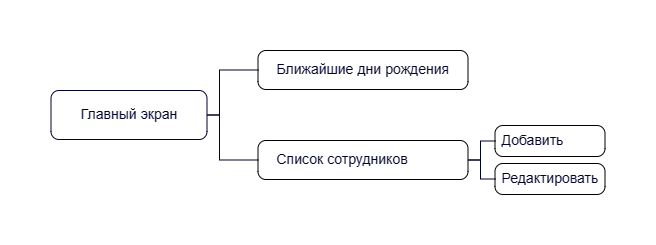 Ближайшие дни рождения
Главный экран
Список сотрудников
Добавить
Редактировать